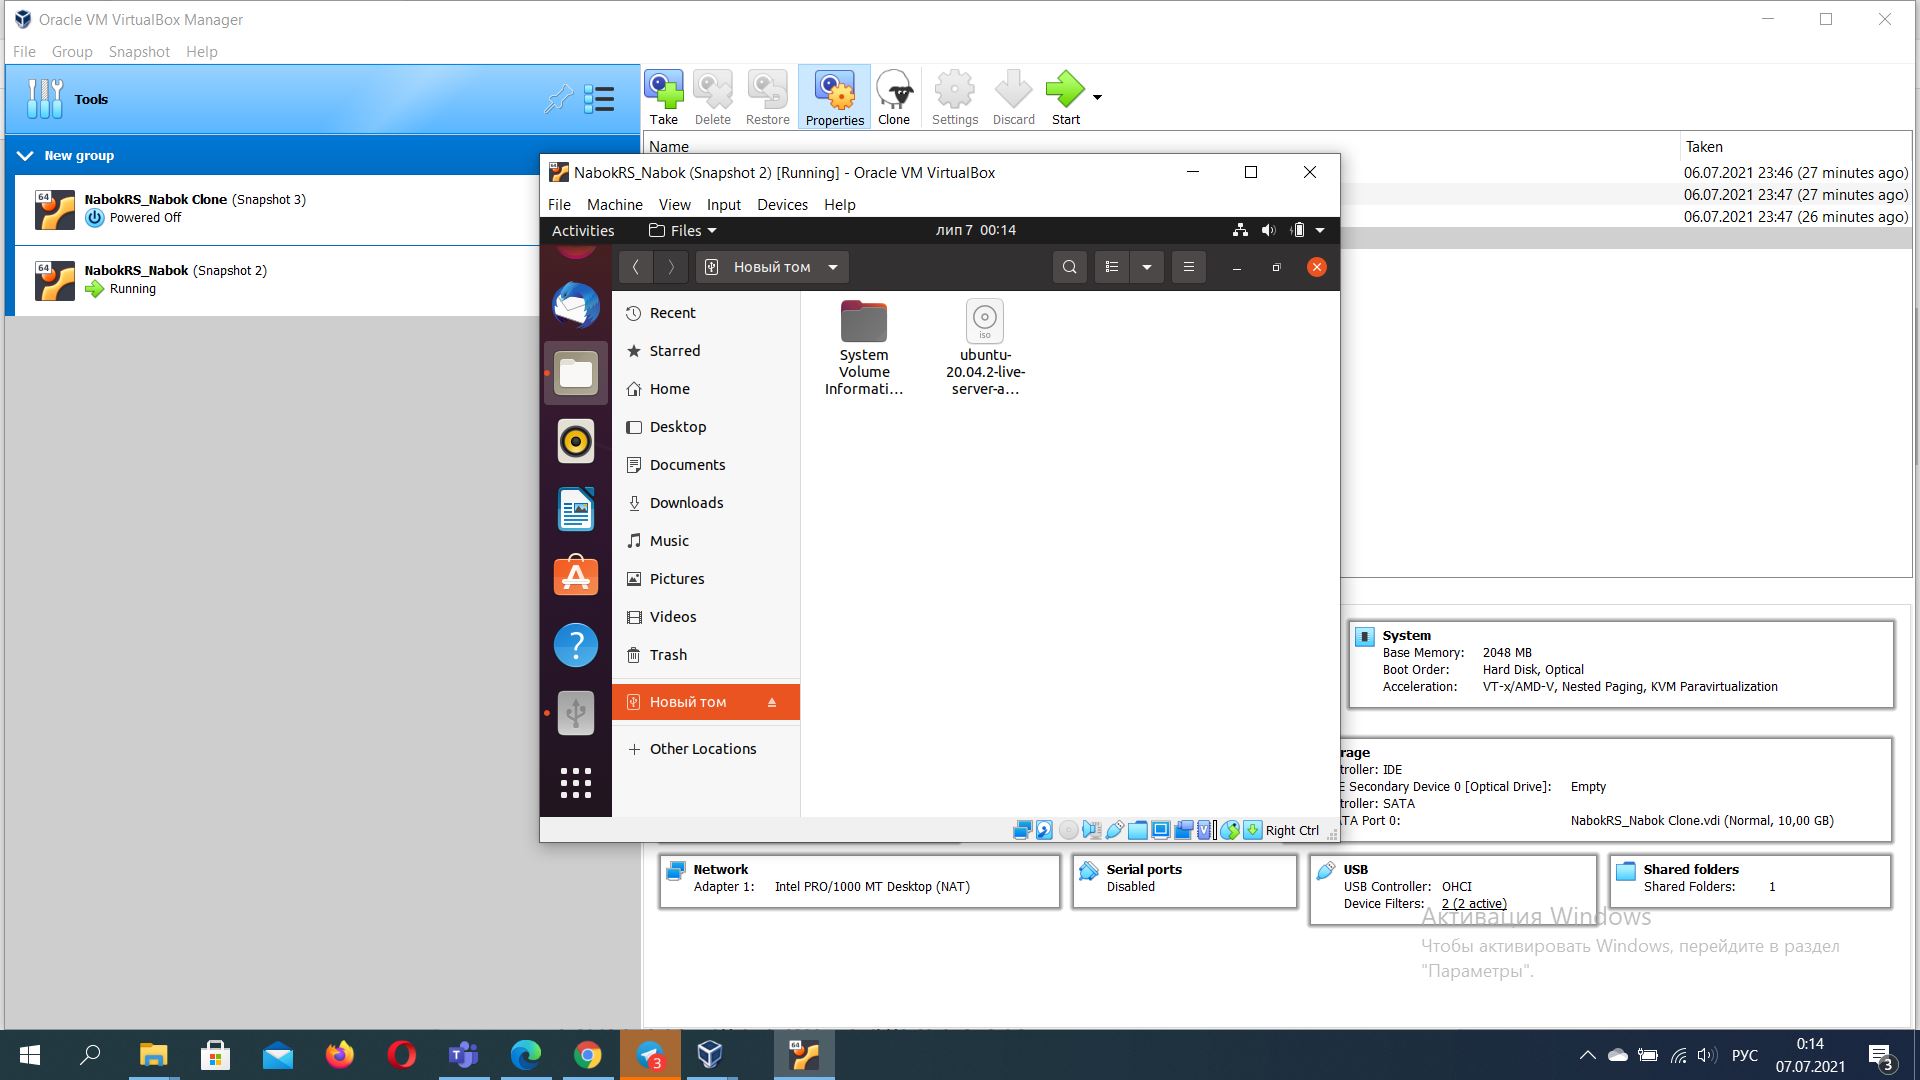 Oracle VM VirtualBox Manager
File Group Snapshot Help
Tools
Take Delete Restore Properties Clone Settings Discard Start
New group
NabokRS_Nabok Clone (Snapshot 3)
Powered Off
NabokRS_Nabok (Snapshot 2)
Running
Name Taken
06.07.2021 23:46 (27 minutes ago)
06.07.2021 23:47 (27 minutes ago)
06.07.2021 23:47 (26 minutes ago)
NabokRS_Nabok (Snapshot 2) [Running] - Oracle VM VirtualBox
File Machine View Input Devices Help
Activities Files лип 7 00:14
Новый том
Recent
Starred
Home
Desktop
Documents
Downloads
Music
Pictures
Videos
Trash
Новый том
Other Locations
System
Volume
Informati...
iso
ubuntu-
20.04.2-live-
server-a...
Right Ctrl
System
Base Memory: 2048 MB
Boot Order: Hard Disk, Optical
Acceleration: VT-x/AMD-V, Nested Paging, KVM Paravirtualization
rage
troller: IDE
E Secondary Device 0 [Optical Drive]: Empty
troller: SATA
TA Port 0: NabokRS_Nabok Clone.vdi (Normal, 10,00 GB)
Network
Adapter 1: Intel PRO/1000 MT Desktop (NAT)
Serial ports
Disabled
USB
USB Controller: OHCI
Device Filters: 2 (2 active)
Shared folders
Shared Folders: 1
Активация Windows
Чтобы активировать Windows, перейдите в раздел
"Параметры".
64
64
64
64
3
РУС
0:14
07.07.2021
3